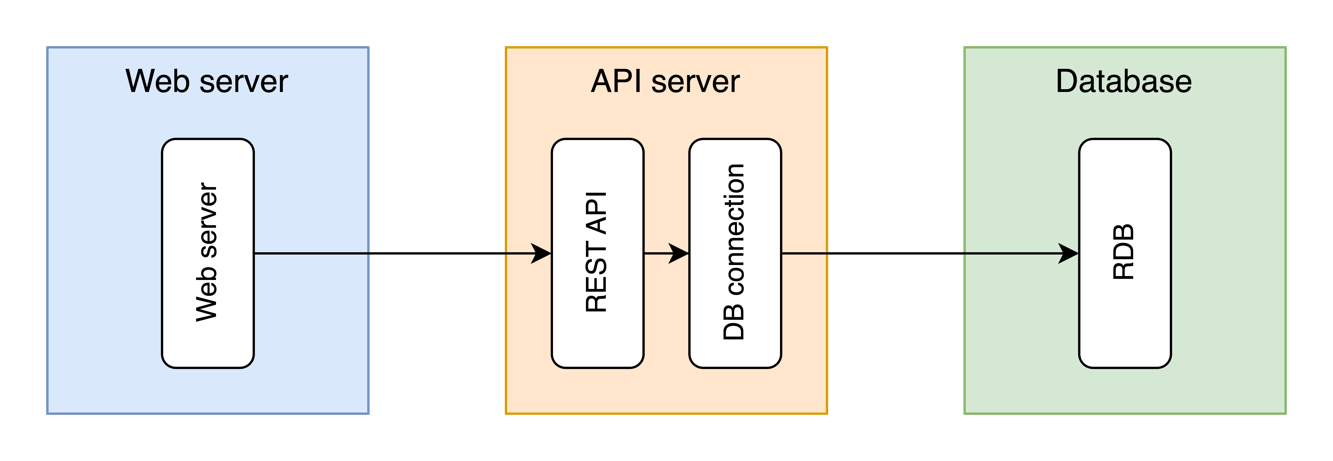 Web server
Web server
API server
REST API
DB connection
Database
RDB